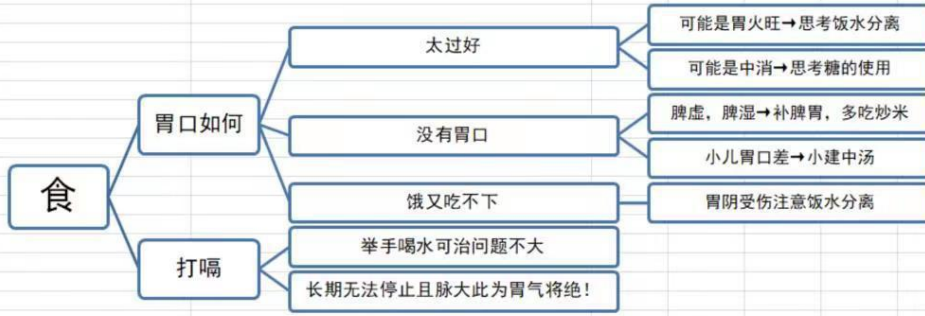 食
胃口如何
太过好
可能是胃火旺→思考饭水分离
可能是中消→思考糖的使用
没有胃口
脾虚，脾湿→补脾胃，多吃炒米
小儿胃口差→小建中汤
饿又吃不下
胃阴受伤注意饭水分离
打嗝
举手喝水可治问题不大
长期无法停止且脉大此为胃气将绝！